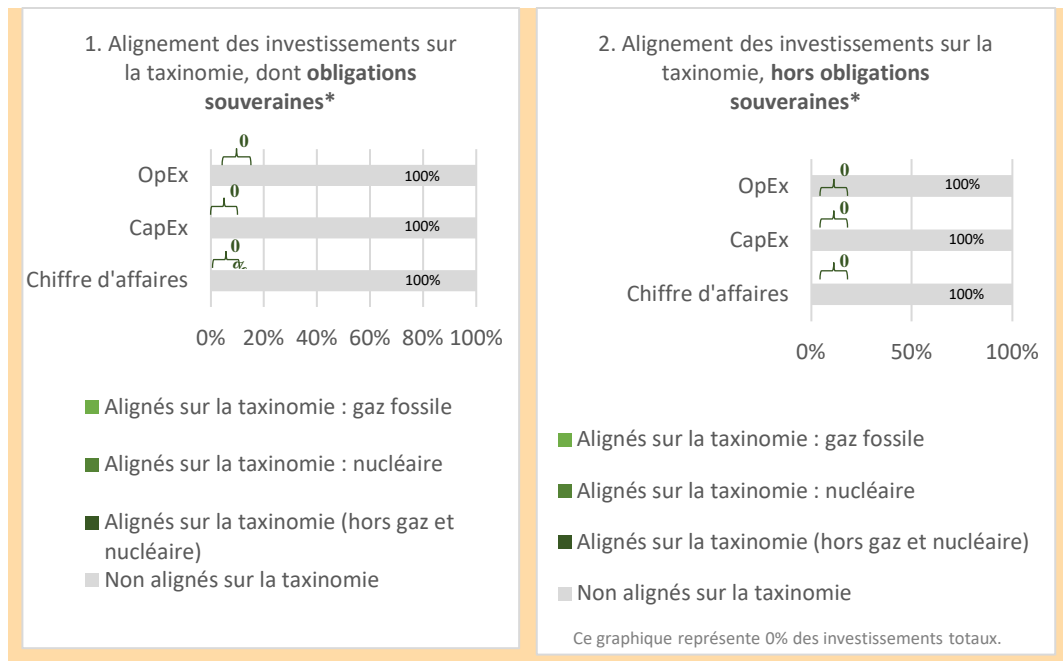 1. Alignement des investissements sur
la taxinomie, dont obligations
souveraines*
0
OpEx
100%
0
CapEx
100%
0
%
Chiffre d'affaires
100%
0% 20% 40% 60% 80% 100%
Alignés sur la taxinomie : gaz fossile
Alignés sur la taxinomie : nucléaire
Alignés sur la taxinomie (hors gaz et
nucléaire)
Non alignés sur la taxinomie
2. Alignement des investissements sur la
taxinomie, hors obligations
souveraines*
0
OpEx
100%
0
CapEx
100%
0
Chiffre d'affaires
100%
0% 50% 100%
Alignés sur la taxinomie : gaz fossile
Alignés sur la taxinomie : nucléaire
Alignés sur la taxinomie (hors gaz et nucléaire)
Non alignés sur la taxinomie
Ce graphique représente 0% des investissements totaux.